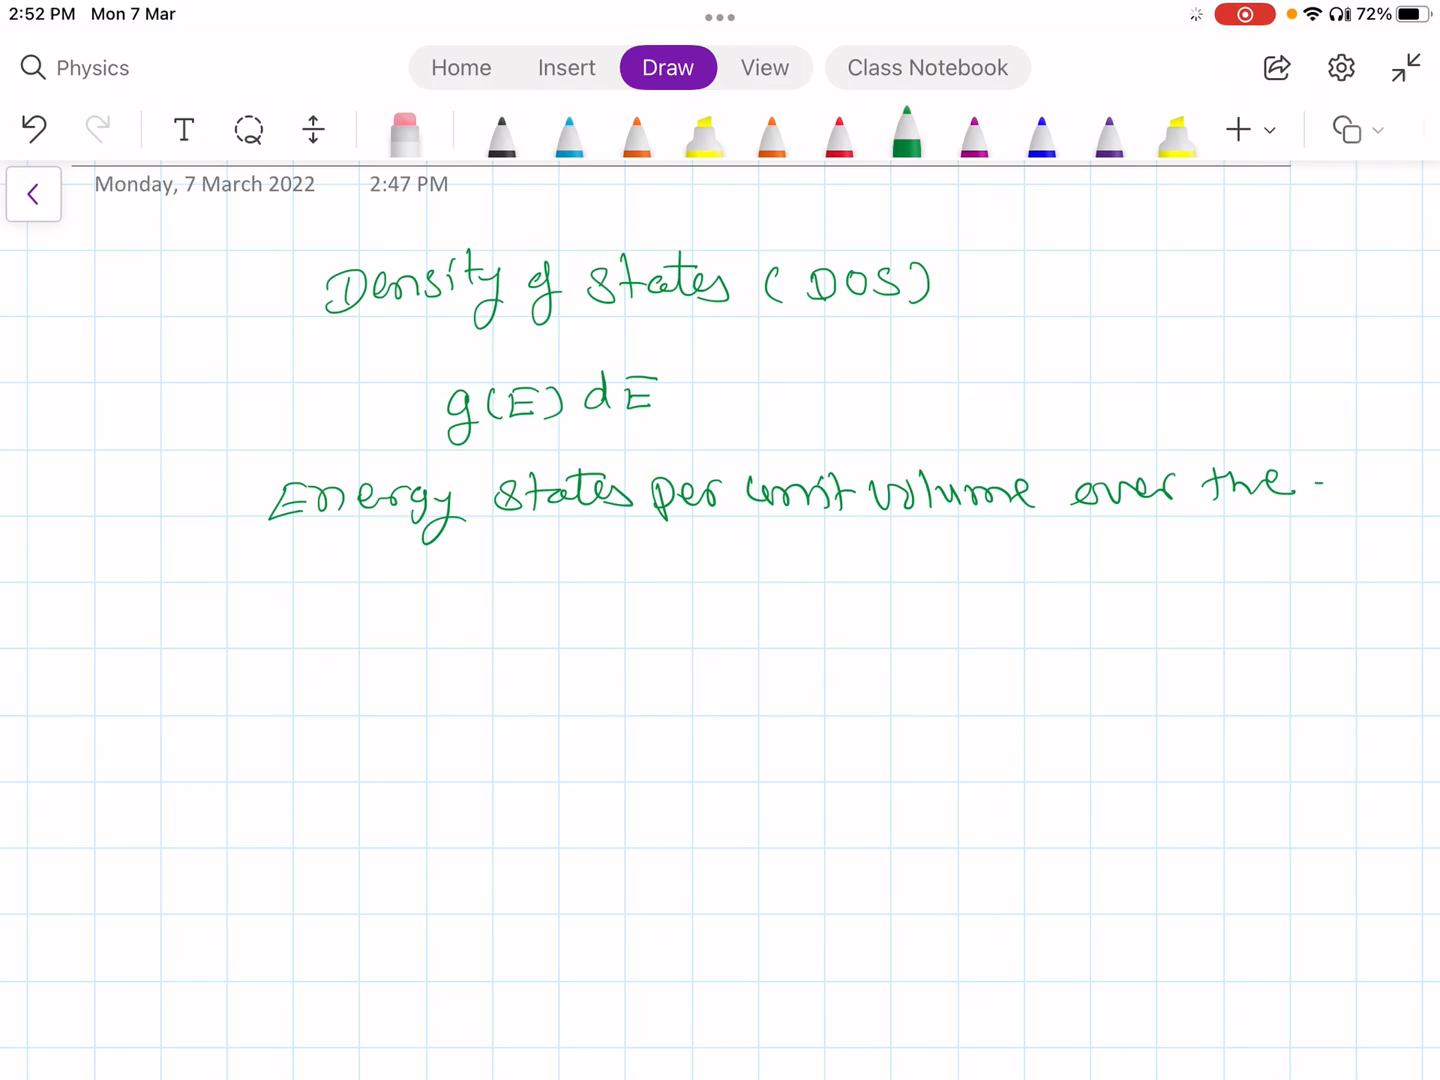 2:52 PM Mon 7 Mar 72%
Physics Home Insert Draw View Class Notebook
T
Monday, 7 March 2022 2:47 PM
Density of states (DOS)
g(E) dE
Energy states per unit volume over the